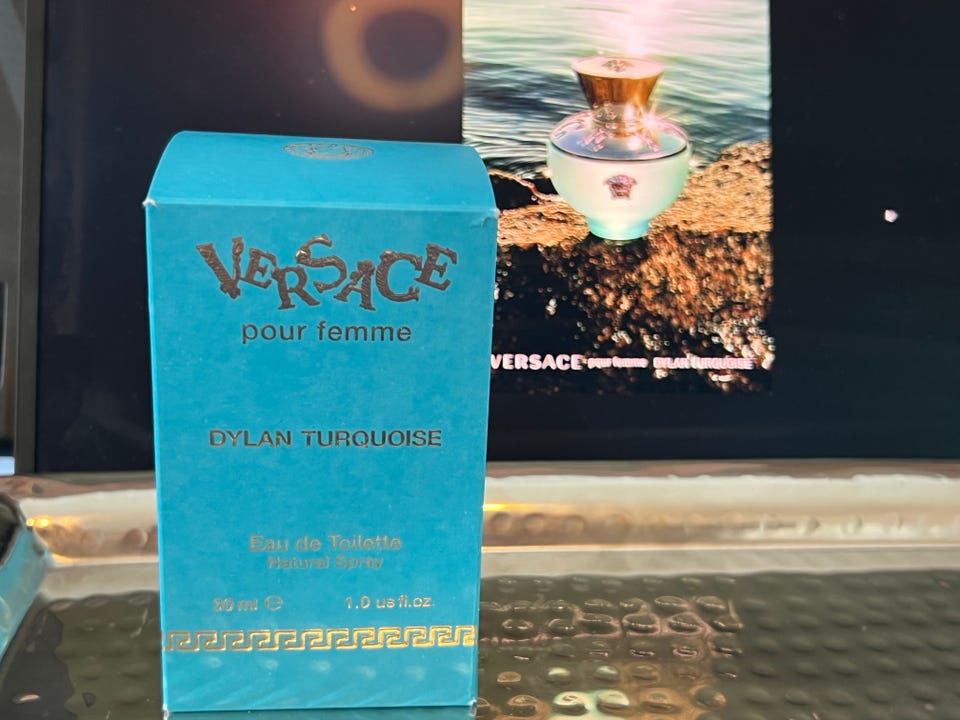 VERSACE
pour femme
DYLAN TURQUOISE
Eau de Toilette
Natural Spray
30 ml ℮ 1.0 us fl.oz.
VERSACE pour femme DYLAN TURQUOISE